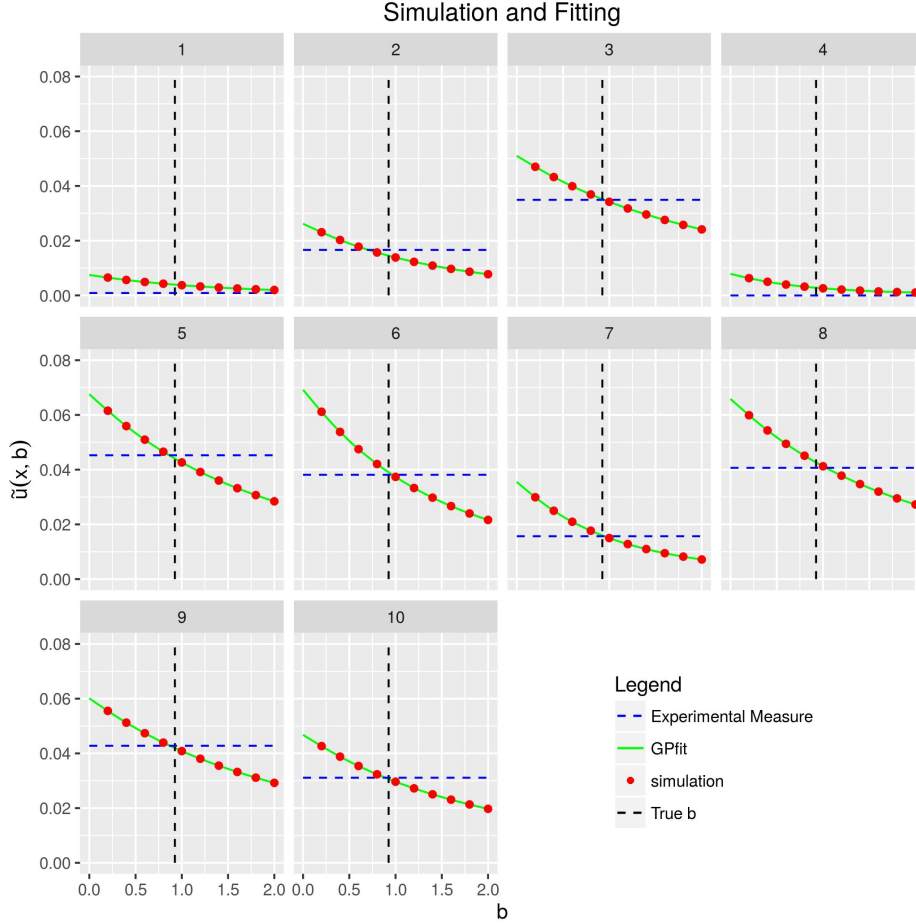 Simulation and Fitting
1 2 3 4
0.08
0.06
0.04
0.02
0.00
5 6 7 8
0.08
0.06
0.04
0.02
0.00
9 10
0.08
0.06
0.04
0.02
0.00
0.0 0.5 1.0 1.5 2.0 0.0 0.5 1.0 1.5 2.0
ũ(x, b)
b
Legend
Experimental Measure
GPfit
simulation
True b